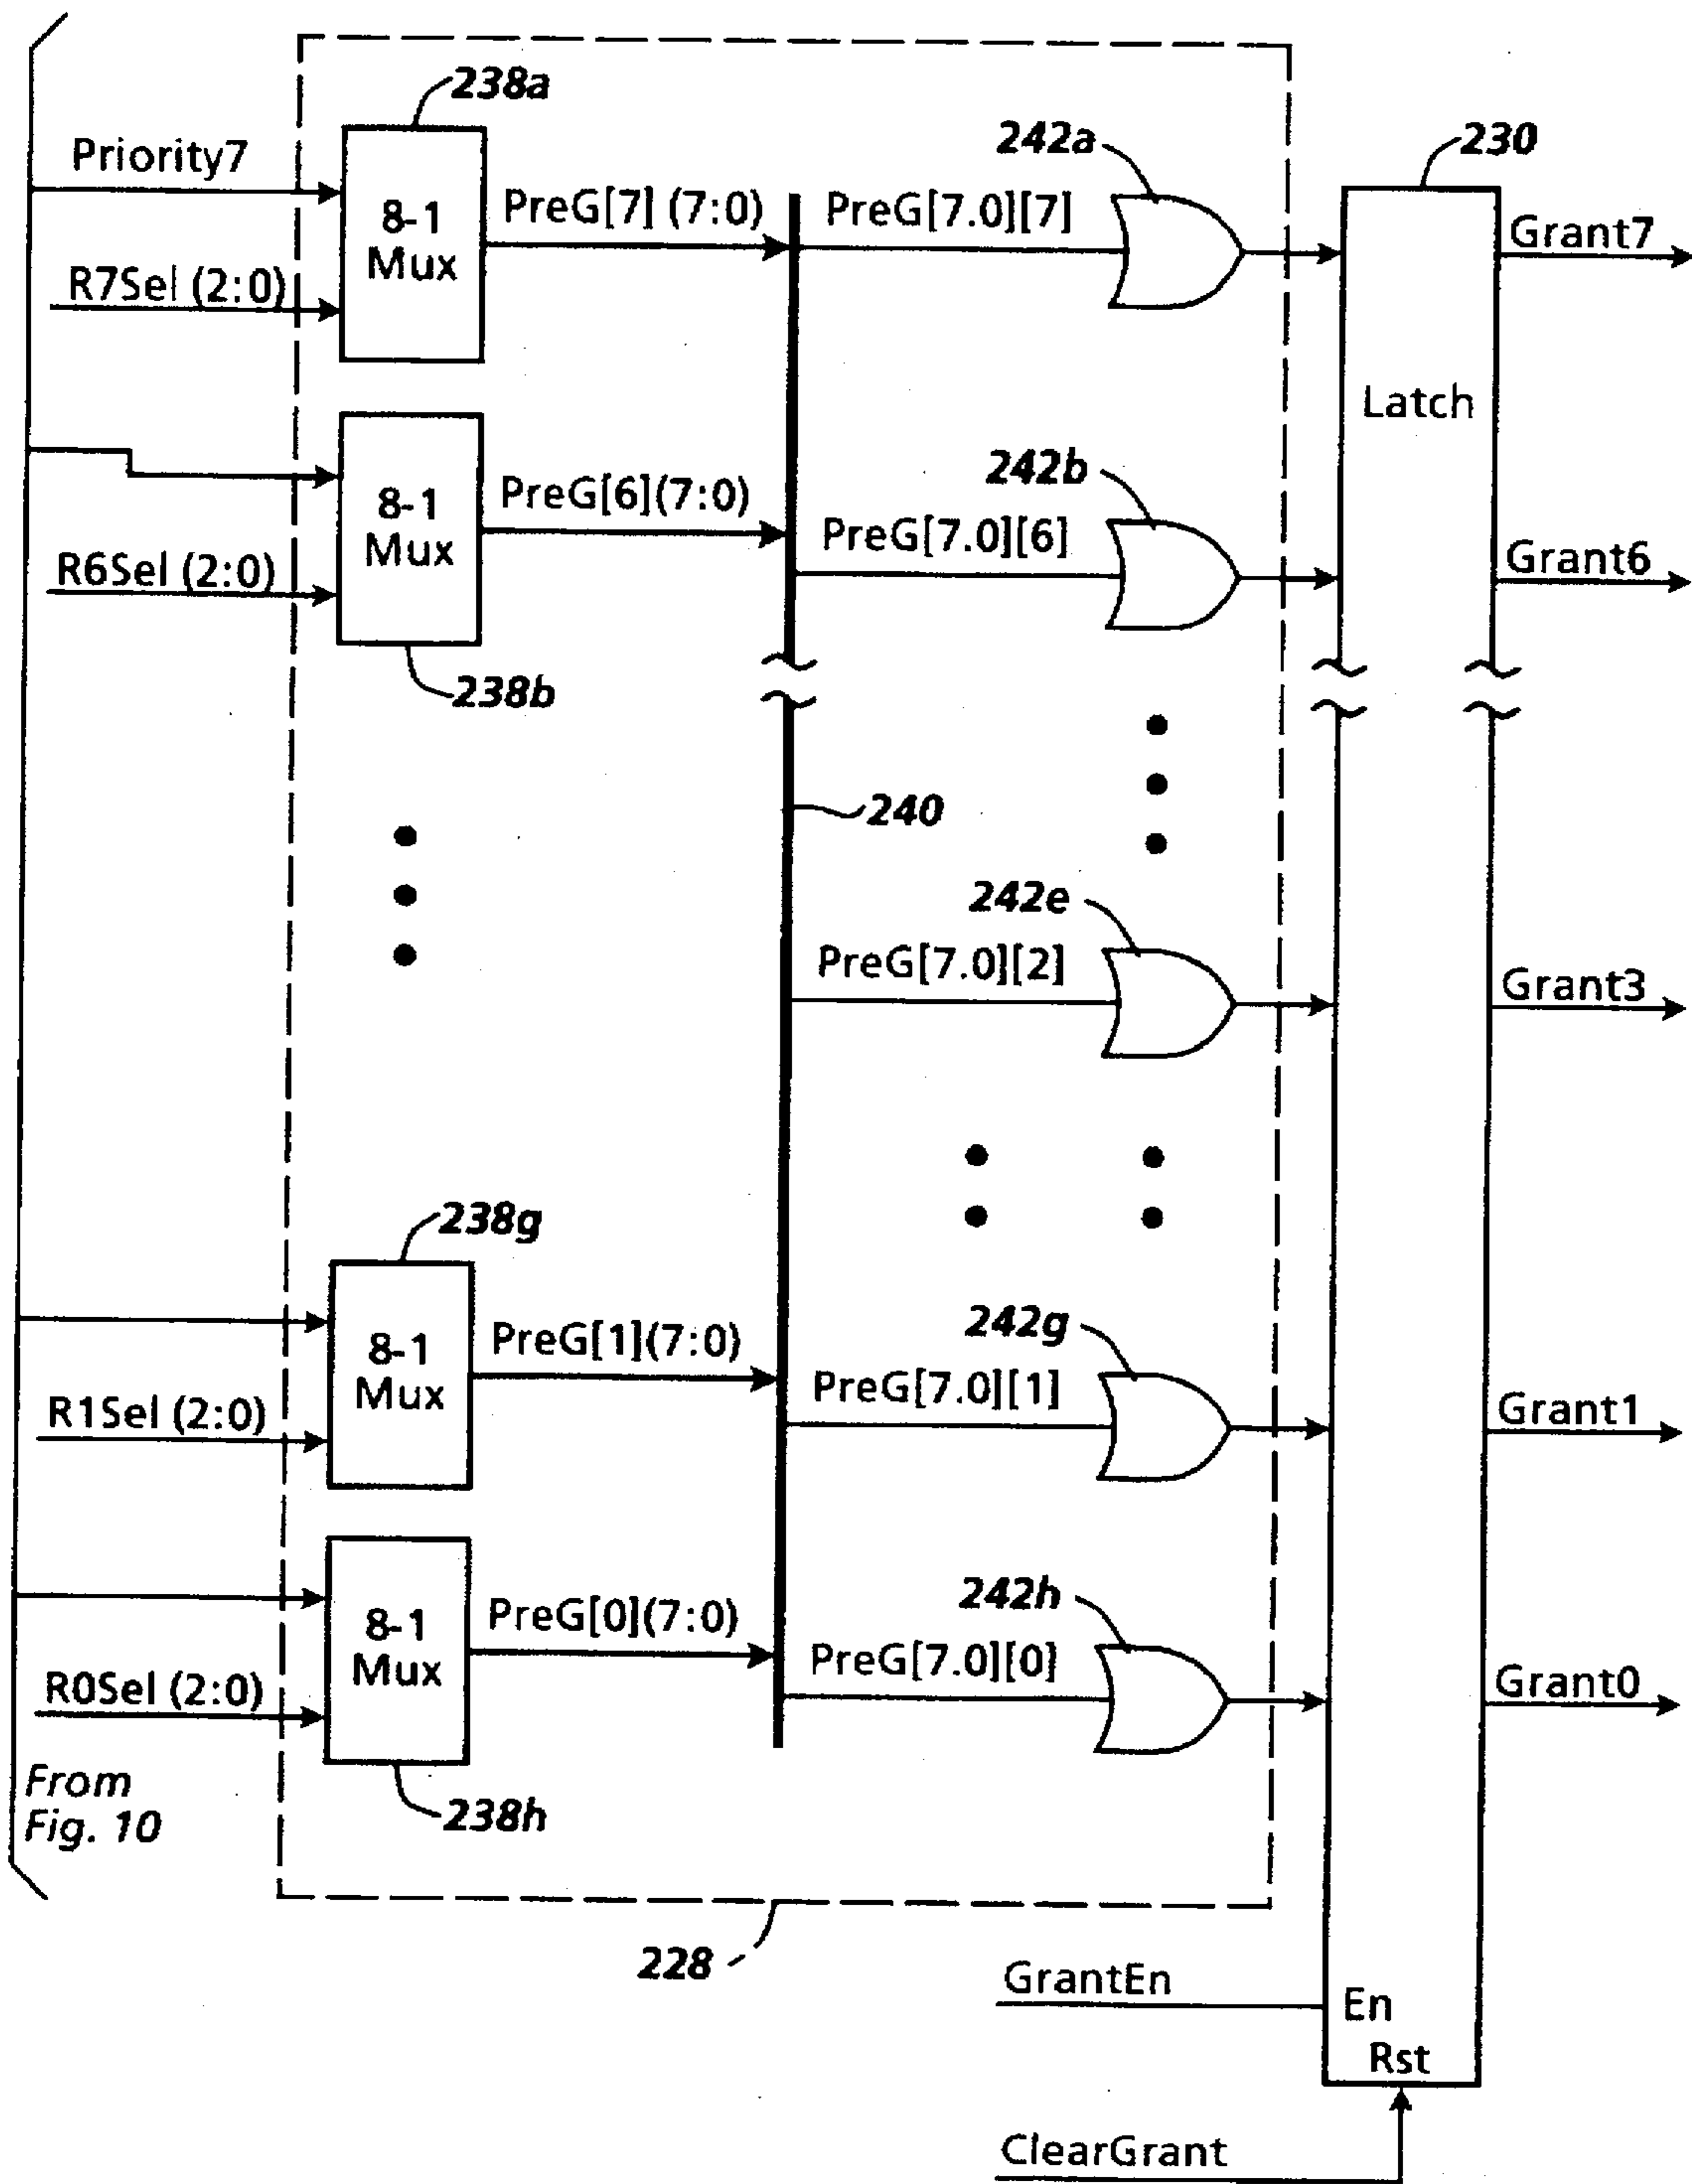 238a
242a
230
Priority7
8-1
Mux
PreG[7] (7:0)
PreG[7.0][7]
Grant7
R7Sel (2:0)
Latch
8-1
Mux
PreG[6](7:0)
242b
PreG[7.0][6]
Grant6
R6Sel (2:0)
238b
240
242e
PreG[7.0][2]
Grant3
238g
8-1
Mux
PreG[1](7:0)
242g
PreG[7.0][1]
Grant1
R1Sel (2:0)
8-1
Mux
PreG[0](7:0)
242h
PreG[7.0][0]
Grant0
R0Sel (2:0)
From
Fig. 10
238h
228
GrantEn
En
Rst
ClearGrant